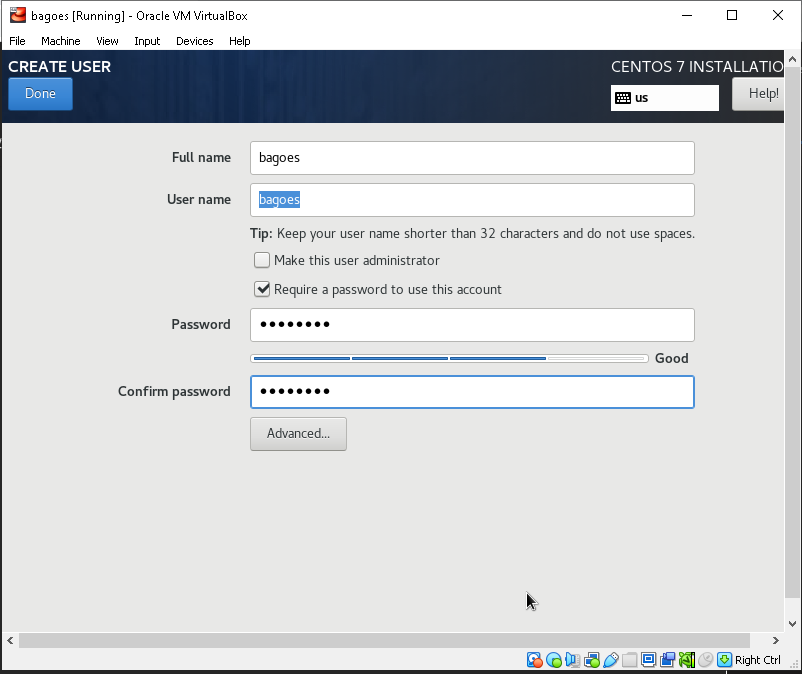 bagoes [Running] - Oracle VM VirtualBox
File Machine View Input Devices Help
CREATE USER
CENTOS 7 INSTALLATIO
Done
us
Help!
Full name
bagoes
User name
bagoes
Tip: Keep your user name shorter than 32 characters and do not use spaces.
Make this user administrator
Require a password to use this account
Password
••••••••
Good
Confirm password
••••••••
Advanced...
Right Ctrl